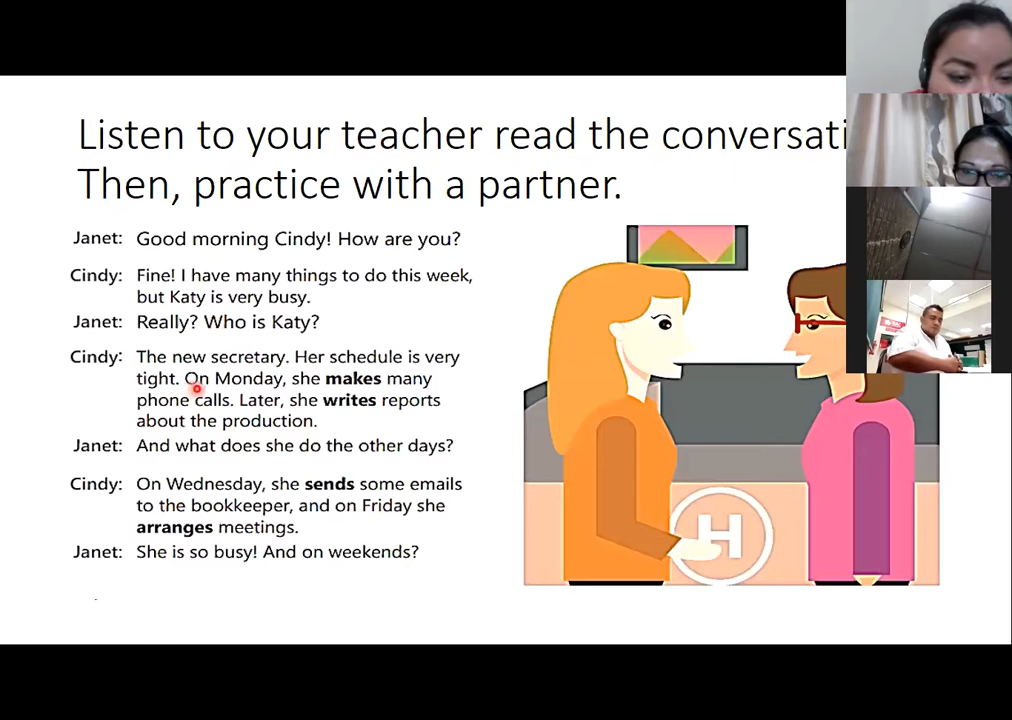 Listen to your teacher read the conversati
Then, practice with a partner.
Janet: Good morning Cindy! How are you?
Cindy: Fine! I have many things to do this week,
but Katy is very busy.
Janet: Really? Who is Katy?
Cindy: The new secretary. Her schedule is very
tight. On Monday, she makes many
phone calls. Later, she writes reports
about the production.
Janet: And what does she do the other days?
Cindy: On Wednesday, she sends some emails
to the bookkeeper, and on Friday she
arranges meetings.
Janet: She is so busy! And on weekends?
H